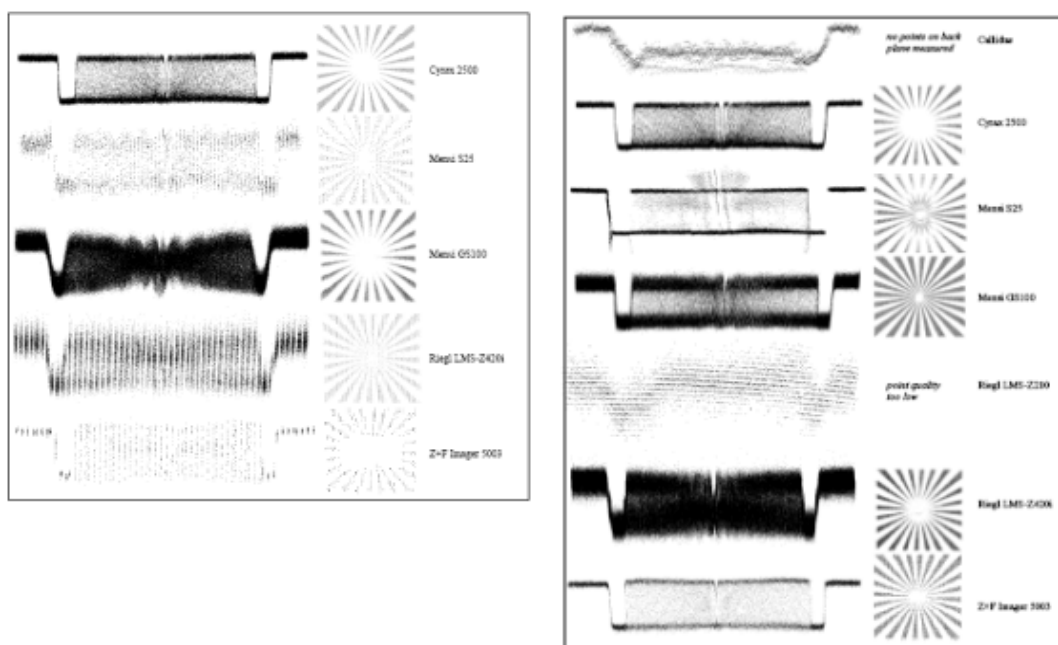 Cyrax 2500
Mensi S25
Mensi GS100
Riegl LMS-Z420i
Z+F Imager 5003
no points on back
plane measured
Callidus
Cyrax 2500
Mensi S25
Mensi GS100
point quality
too low
Riegl LMS-Z210
Riegl LMS-Z420i
Z+F Imager 5003